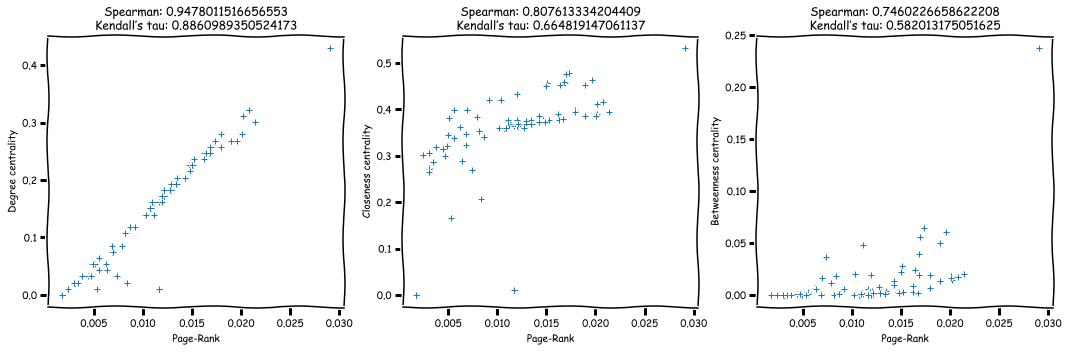 Spearman: 0.9478011516656553
Kendall's tau: 0.8860989350524173
Degree centrality
0.4
0.3
0.2
0.1
0.0
0.005 0.010 0.015 0.020 0.025 0.030
Page-Rank
Spearman: 0.807613334204409
Kendall's tau: 0.664819147061137
Closeness centrality
0.5
0.4
0.3
0.2
0.1
0.0
0.005 0.010 0.015 0.020 0.025 0.030
Page-Rank
Spearman: 0.7460226658622208
Kendall's tau: 0.582013175051625
Betweenness centrality
0.25
0.20
0.15
0.10
0.05
0.00
0.005 0.010 0.015 0.020 0.025 0.030
Page-Rank